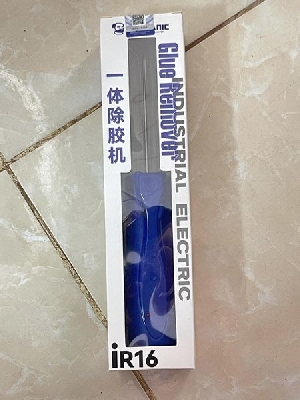 一体除胶机
Glue Remover
INDUSTRIAL ELECTRIC
iR16